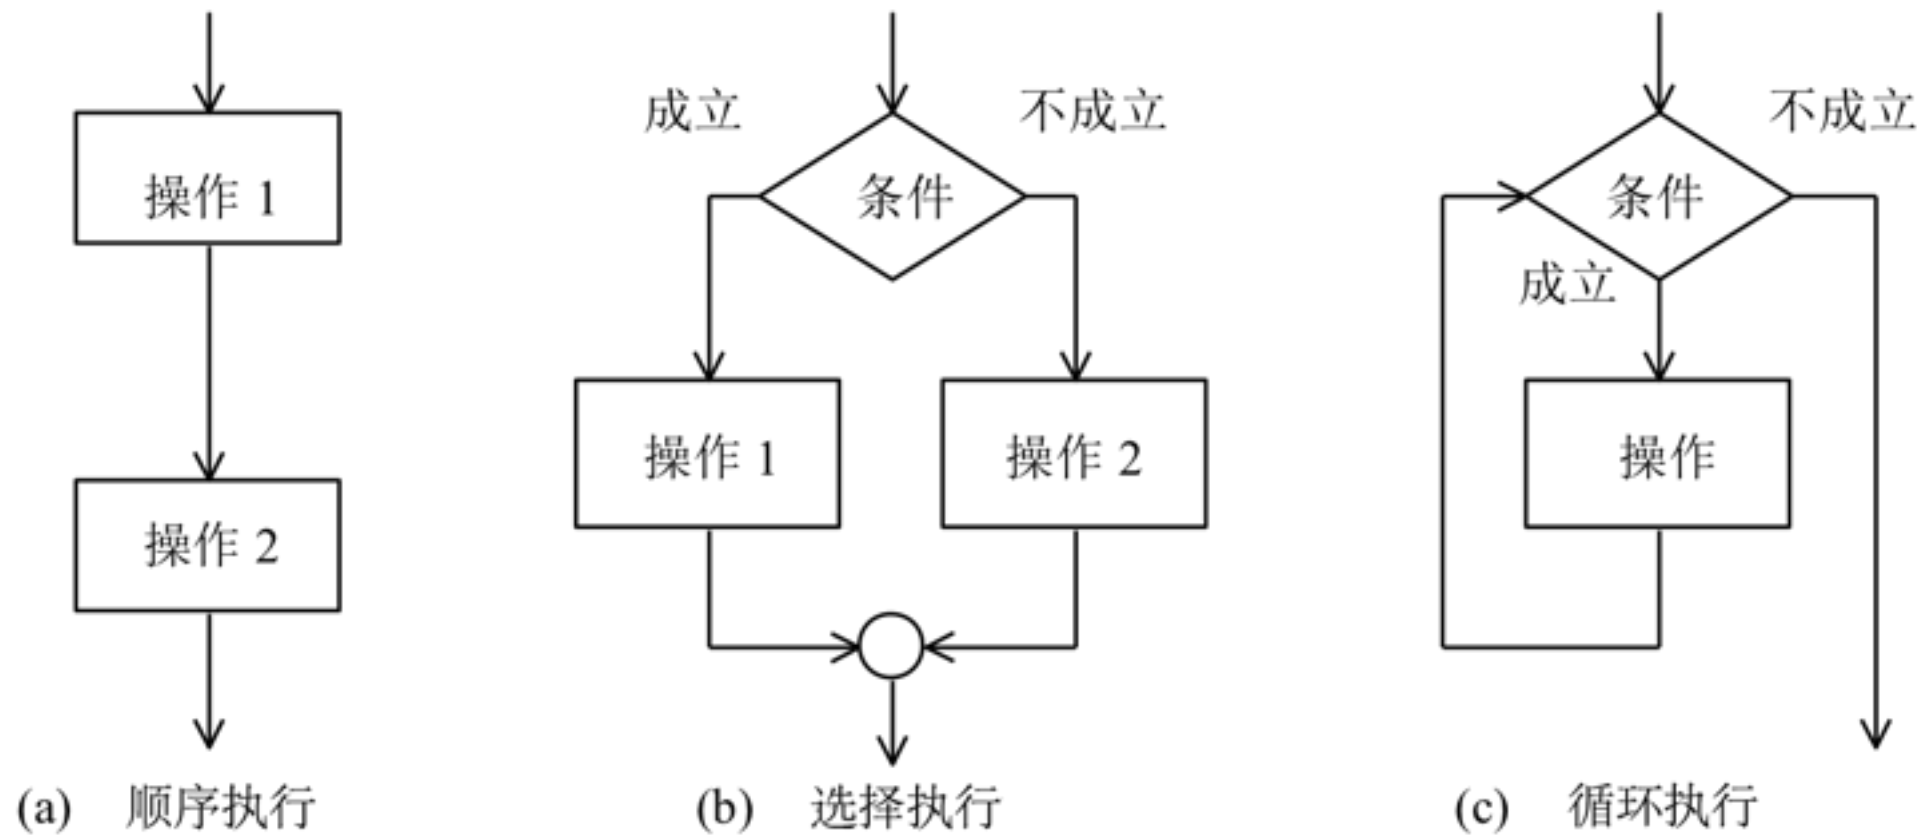 操作 1
操作 2
(a) 顺序执行
成立
不成立
条件
操作 1
操作 2
(b) 选择执行
不成立
条件
成立
操作
(c) 循环执行